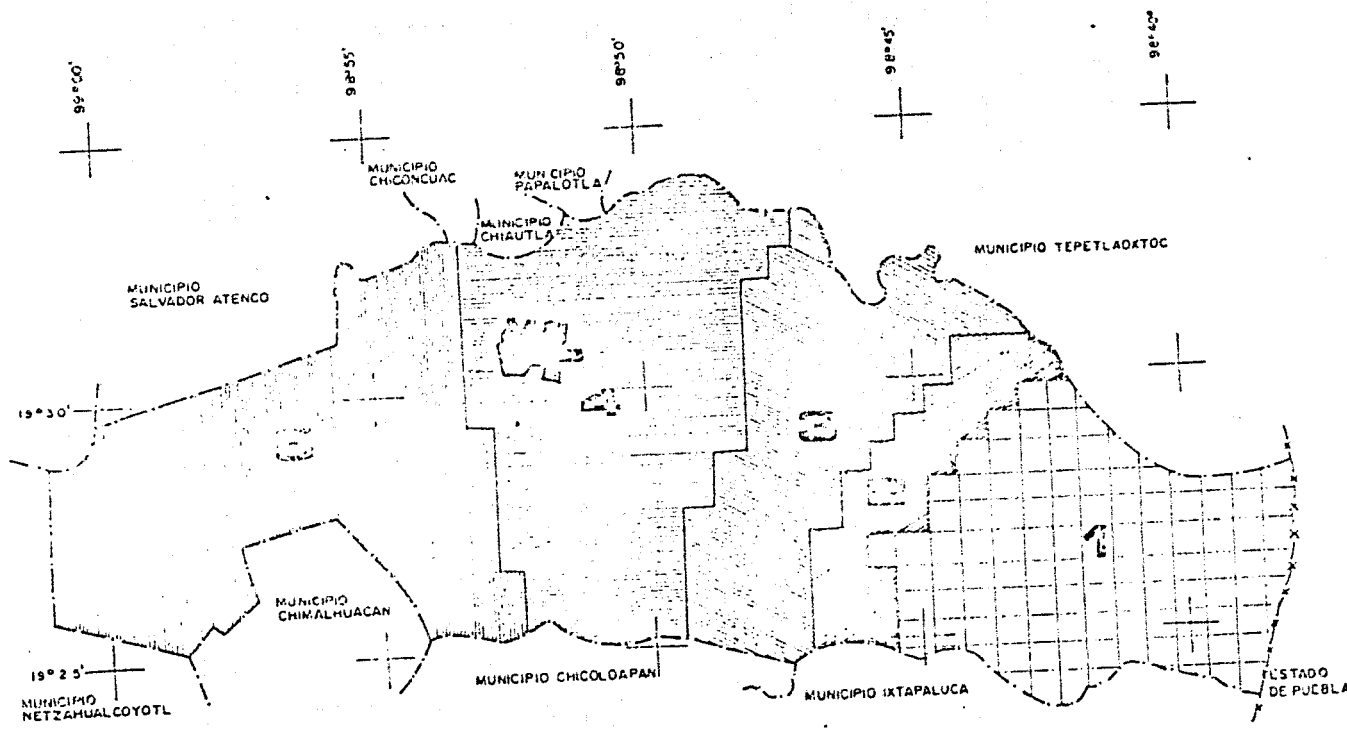 99°00'
98°55'
98°50'
98°45'
98°40'
MUNICIPIO
CHICONCUAC
MUNICIPIO
PAPALOTLA
MUNICIPIO
CHIAUTLA
MUNICIPIO TEPETLAOXTOC
MUNICIPIO
SALVADOR ATENCO
19°30'
4
1
MUNICIPIO
CHIMALHUACAN
19°25'
MUNICIPIO CHICOLOAPAN
MUNICIPIO IXTAPALUCA
MUNICIPIO
NETZAHUALCOYOTL
ESTADO
DE PUEBLA